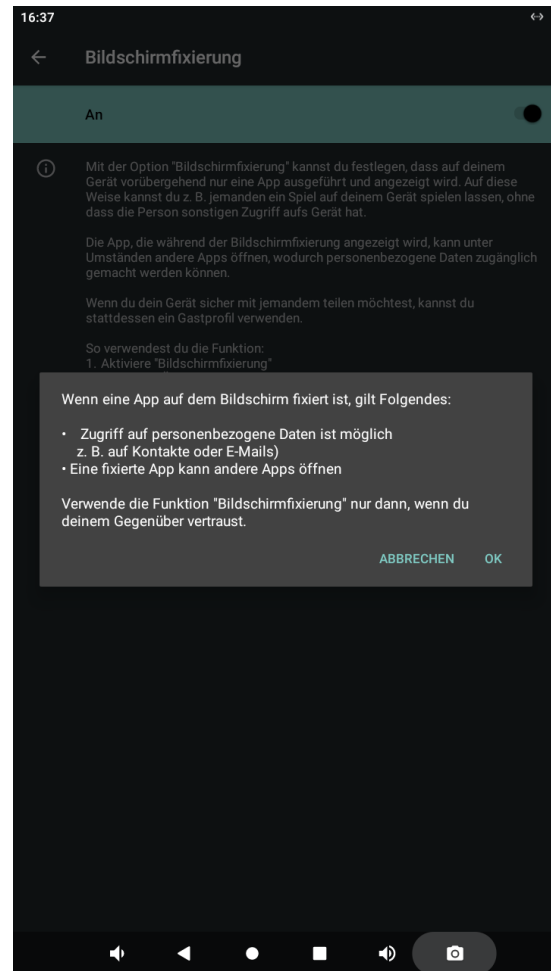 16:37
Bildschirmfixierung
An
Mit der Option "Bildschirmfixierung" kannst du festlegen, dass auf deinem
Gerät vorübergehend nur eine App ausgeführt und angezeigt wird. Auf diese
Weise kannst du z. B. jemanden ein Spiel auf deinem Gerät spielen lassen, ohne
dass die Person sonstigen Zugriff aufs Gerät hat.
Die App, die während der Bildschirmfixierung angezeigt wird, kann unter
Umständen andere Apps öffnen, wodurch personenbezogene Daten zugänglich
gemacht werden können.
Wenn du dein Gerät sicher mit jemandem teilen möchtest, kannst du
stattdessen ein Gastprofil verwenden.
So verwendest du die Funktion:
1. Aktiviere "Bildschirmfixierung"
Wenn eine App auf dem Bildschirm fixiert ist, gilt Folgendes:
• Zugriff auf personenbezogene Daten ist möglich
z. B. auf Kontakte oder E-Mails)
• Eine fixierte App kann andere Apps öffnen
Verwende die Funktion "Bildschirmfixierung" nur dann, wenn du
deinem Gegenüber vertraust.
ABBRECHEN OK